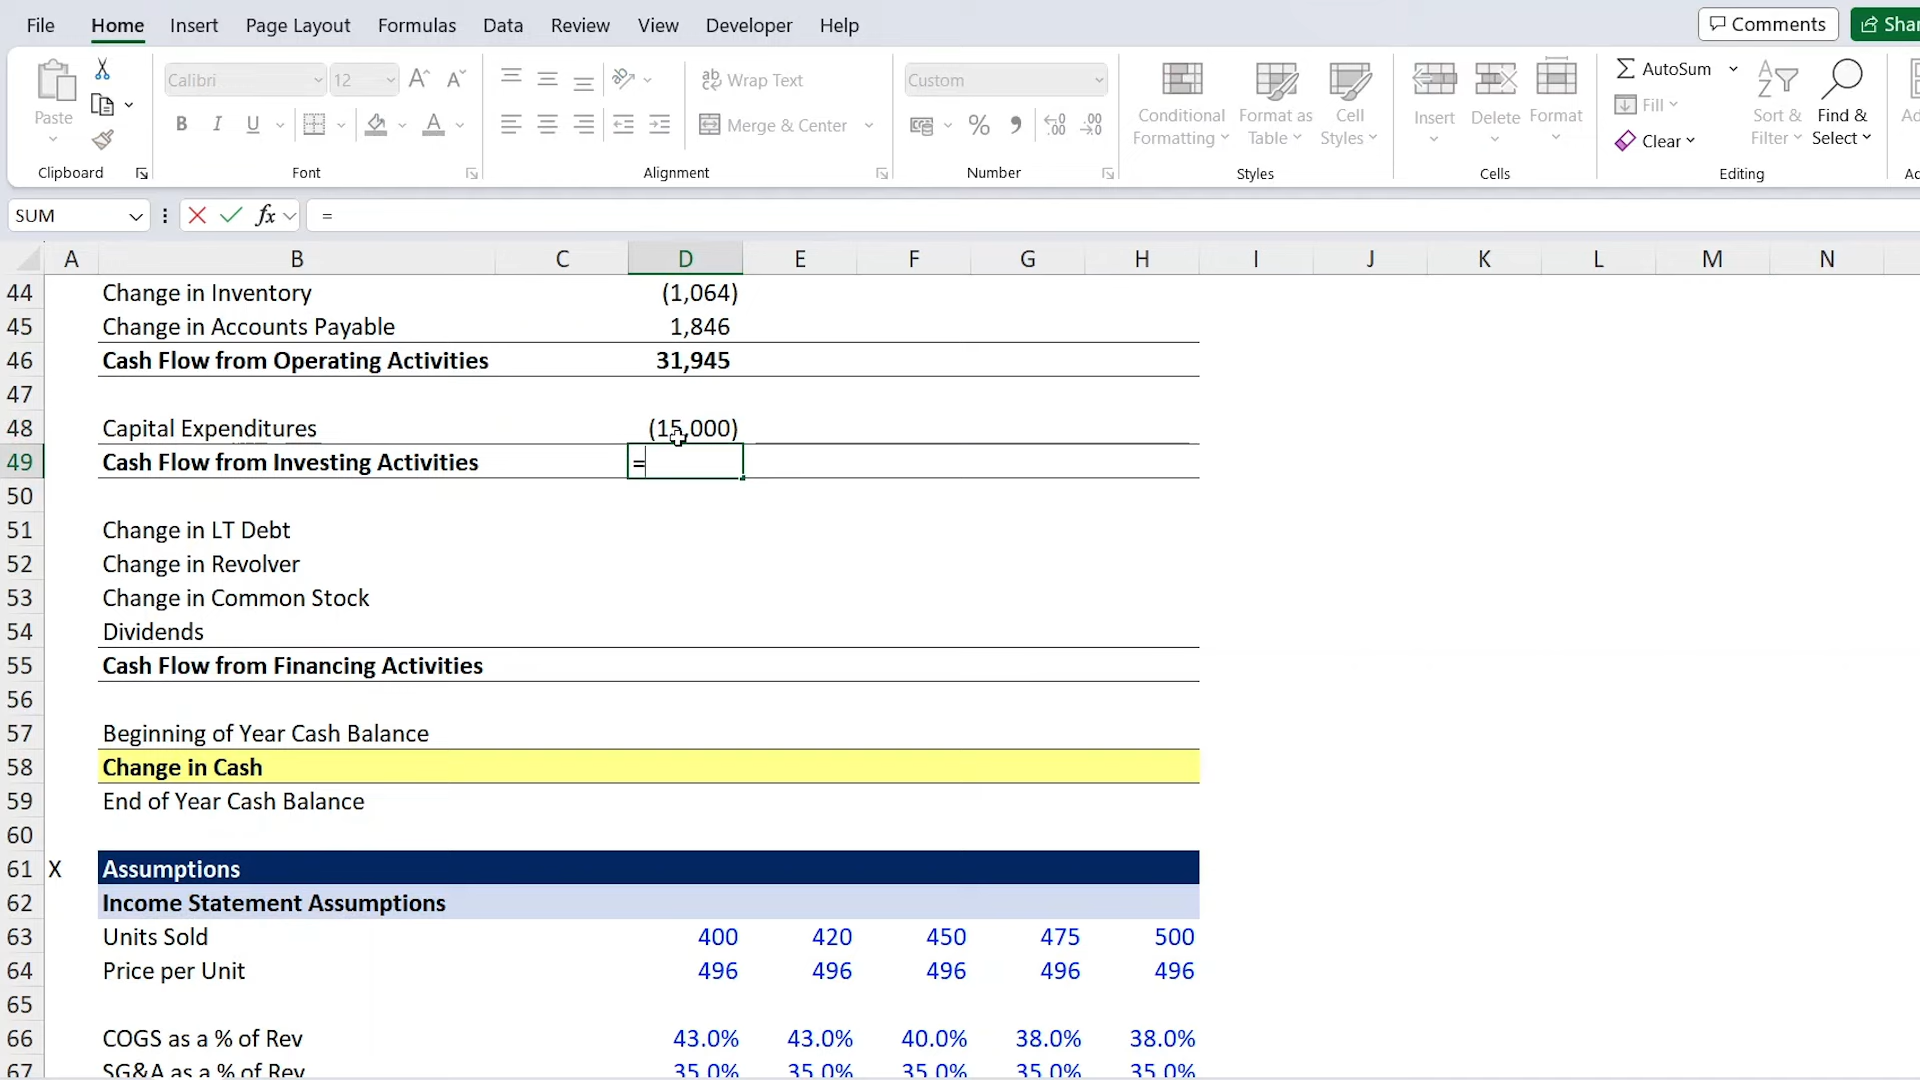 File Home Insert Page Layout Formulas Data Review View Developer Help Comments
Calibri 12 Wrap Text Custom AutoSum
Paste Conditional Format as Cell Insert Delete Format Fill Sort & Find &
B I U A Merge & Center % Formatting Table Styles Clear Filter Select
Clipboard Font Alignment Number Styles Cells Editing
SUM fx =
A B C D E F G H I J K L M N
44 Change in Inventory (1,064)
45 Change in Accounts Payable 1,846
46 Cash Flow from Operating Activities 31,945
47
48 Capital Expenditures (15,000)
49 Cash Flow from Investing Activities =
50
51 Change in LT Debt
52 Change in Revolver
53 Change in Common Stock
54 Dividends
55 Cash Flow from Financing Activities
56
57 Beginning of Year Cash Balance
58 Change in Cash
59 End of Year Cash Balance
60
61 X Assumptions
62 Income Statement Assumptions
63 Units Sold 400 420 450 475 500
64 Price per Unit 496 496 496 496 496
65
66 COGS as a % of Rev 43.0% 43.0% 40.0% 38.0% 38.0%
67 SG&A as a % of Rev 35.0% 35.0% 35.0% 35.0% 35.0%